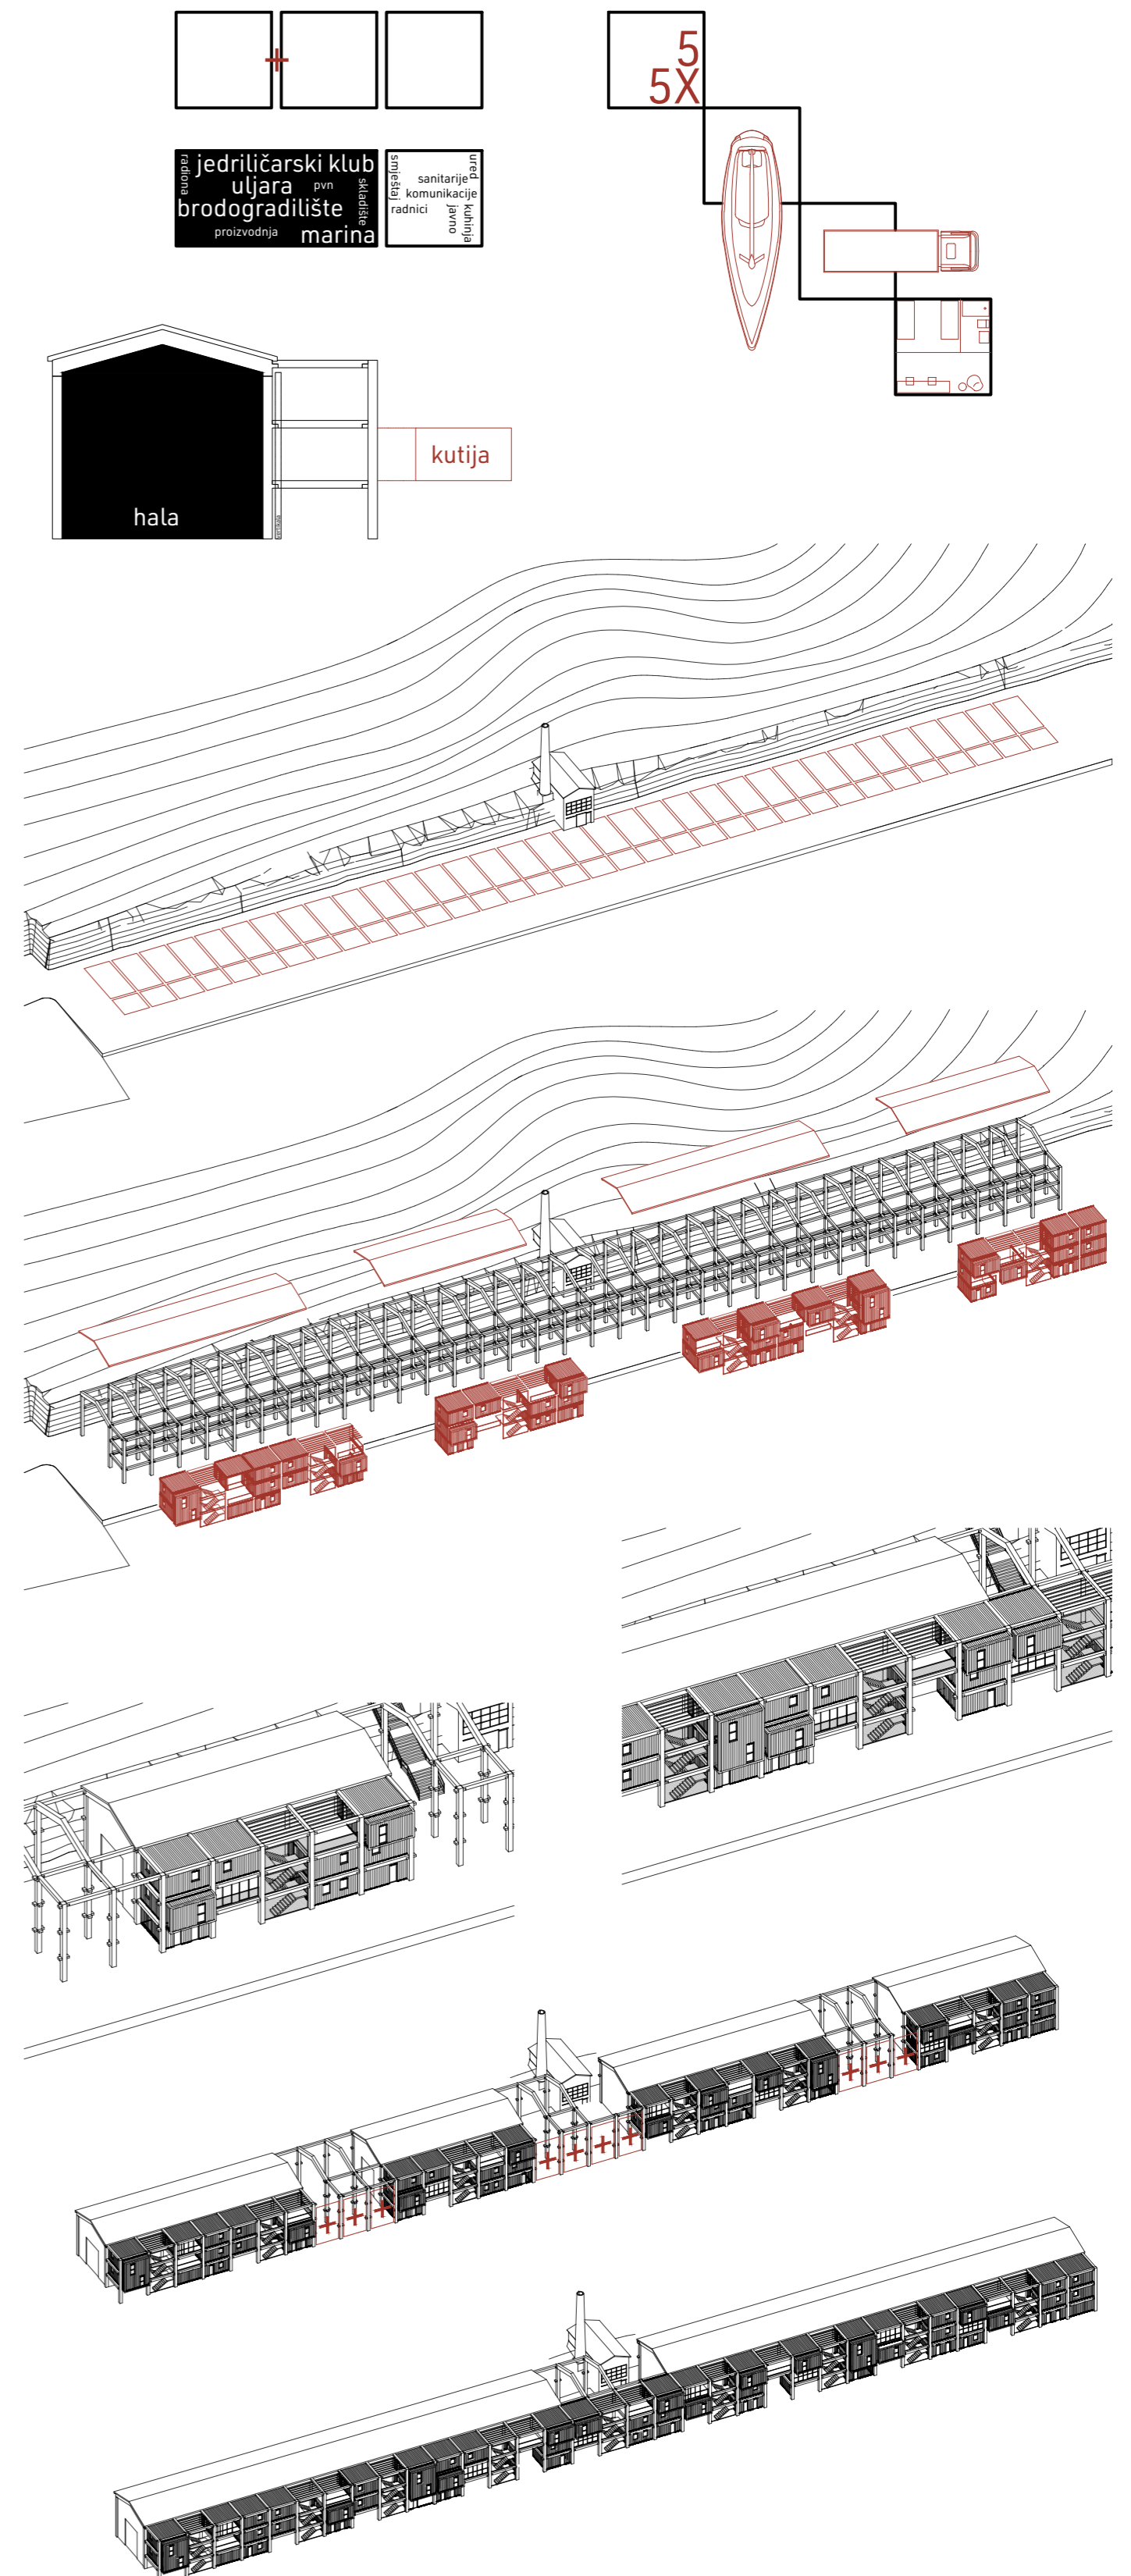 5
5X
radiona
jedriličarski klub
uljara
pvn
skladište
brodogradilište
proizvodnja
marina
smještaj
ured
sanitarije
komunikacije
radnici
javno
kuhinja
kutija
hala